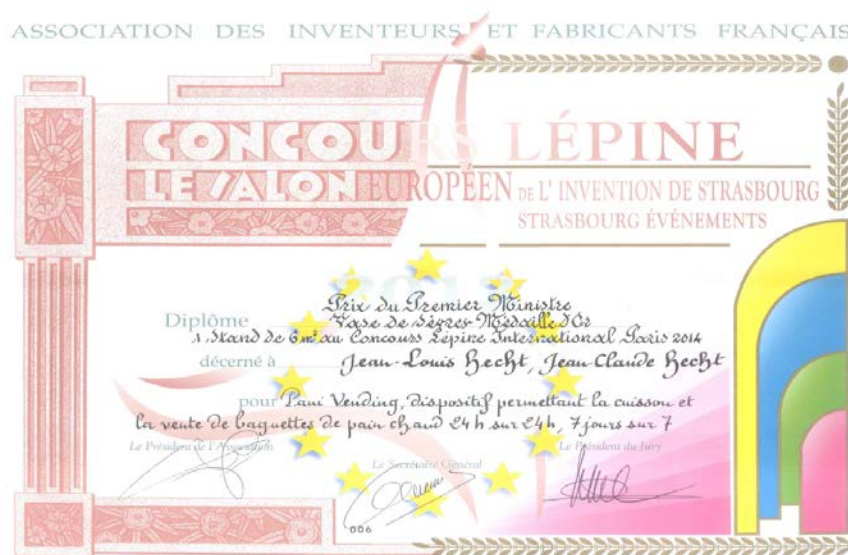 ASSOCIATION DES INVENTEURS ET FABRICANTS FRANÇAIS
CONCOURS LÉPINE
LE SALON EUROPÉEN DE L'INVENTION DE STRASBOURG
STRASBOURG ÉVÉNEMENTS
Prix du Premier Ministre
Diplôme Vase de Sèvres Médaille d'Or
1 Stand de 6m² au Concours Lépine International Paris 2014
décerné à Jean-Louis Hecht, Jean-Claude Hecht
pour Pani Vending, dispositif permettant la cuisson et
la vente de baguettes de pain chaud 24h sur 24h, 7 jours sur 7
Le Président de l'Association Le Secrétaire Général Le Président du Jury
006